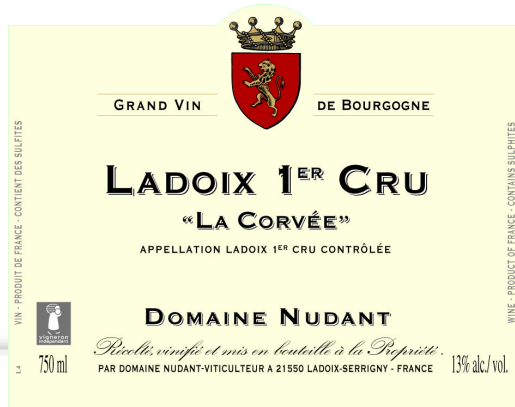 GRAND VIN DE BOURGOGNE
LADOIX 1ER CRU
“LA CORVÉE”
APPELLATION LADOIX 1ER CRU CONTRÔLÉE
DOMAINE NUDANT
Récolté, vinifié et mis en bouteille à la Propriété.
PAR DOMAINE NUDANT-VITICULTEUR A 21550 LADOIX-SERRIGNY - FRANCE
750 ml
13% alc./ vol.
vigneron
indépendant
VIN - PRODUIT DE FRANCE - CONTIENT DES SULFITES
WINE - PRODUCT OF FRANCE - CONTAINS SULPHITES